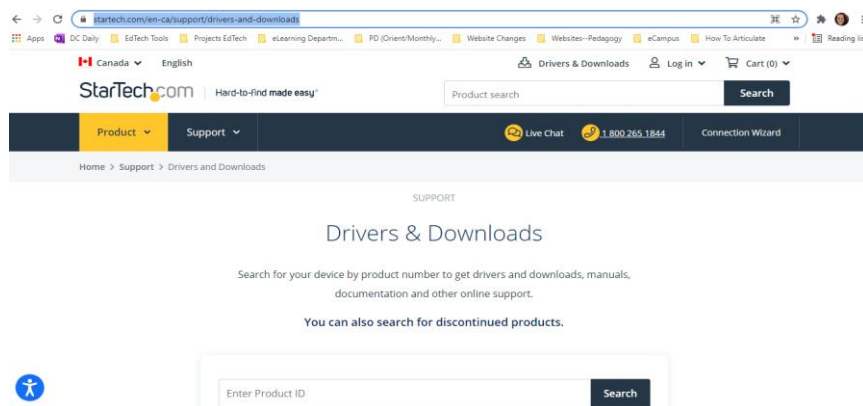 startech.com/en-ca/support/drivers-and-downloads
Apps DC Daily EdTech Tools Projects EdTech eLearning Departm... PD (Orient/Monthly... Website Changes Websites--Pedagogy eCampus How To Articulate » Reading lis
Canada English Drivers & Downloads Log in Cart (0)
StarTech.com Hard-to-find made easy® Product search Search
Product Support Live Chat 1 800 265 1844 Connection Wizard
Home > Support > Drivers and Downloads
SUPPORT
Drivers & Downloads
Search for your device by product number to get drivers and downloads, manuals,
documentation and other online support.
You can also search for discontinued products.
Enter Product ID Search